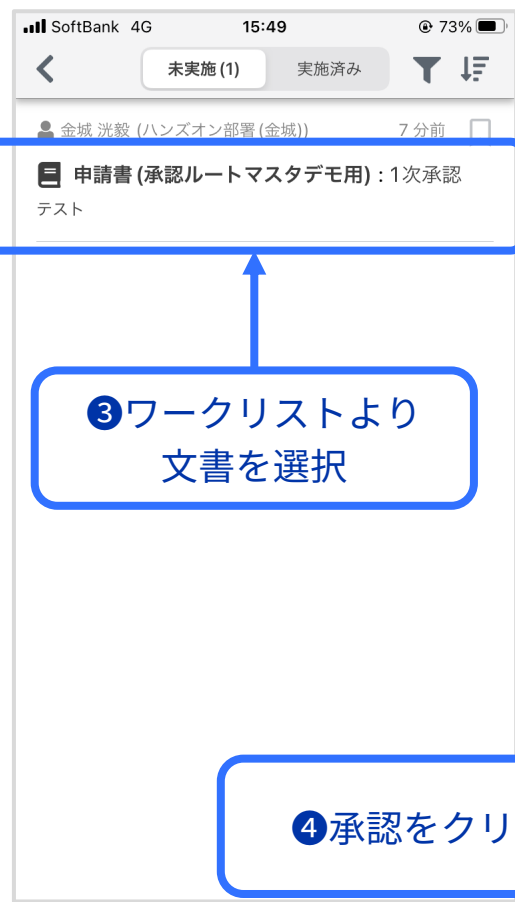 SoftBank 4G 15:49 73%
未実施 (1) 実施済み
金城 洸毅 (ハンズオン部署 (金城)) 7 分前
申請書 (承認ルートマスタデモ用) : 1次承認
テスト
❸ワークリストより
文書を選択
❹承認をクリ